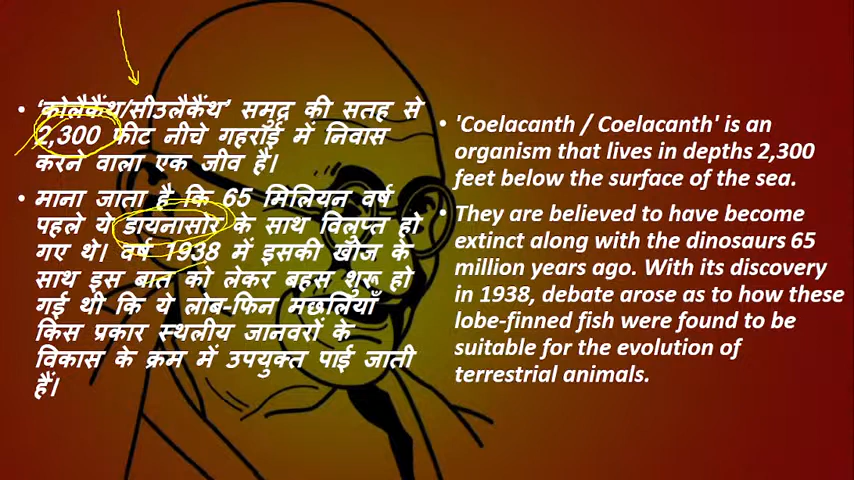 • 'कोलैकैंथ/सीउलैकैंथ' समुद्र की सतह से
2,300 फीट नीचे गहराई में निवास
करने वाला एक जीव है।
• माना जाता है कि 65 मिलियन वर्ष
पहले ये डायनासोर के साथ विलुप्त हो
गए थे। वर्ष 1938 में इसकी खोज के
साथ इस बात को लेकर बहस शुरू हो
गई थी कि ये लोब-फिन मछलियाँ
किस प्रकार स्थलीय जानवरों के
विकास के क्रम में उपयुक्त पाई जाती
हैं।
• 'Coelacanth / Coelacanth' is an
organism that lives in depths 2,300
feet below the surface of the sea.
• They are believed to have become
extinct along with the dinosaurs 65
million years ago. With its discovery
in 1938, debate arose as to how these
lobe-finned fish were found to be
suitable for the evolution of
terrestrial animals.